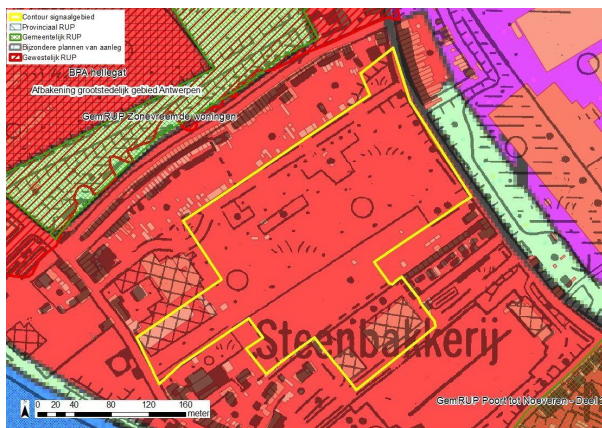 Contour signaalgebied
Provinciaal RUP
Gemeentelijk RUP
Bijzondere plannen van aanleg
Gewestelijk RUP
BPA hellegat
Afbakening grootstedelijk gebied Antwerpen
GemRUP Zonevreemde woningen
Steenbakkerij
GemRUP Poort tot Noeveren - Deel
0 20 40 80 120 160
meter